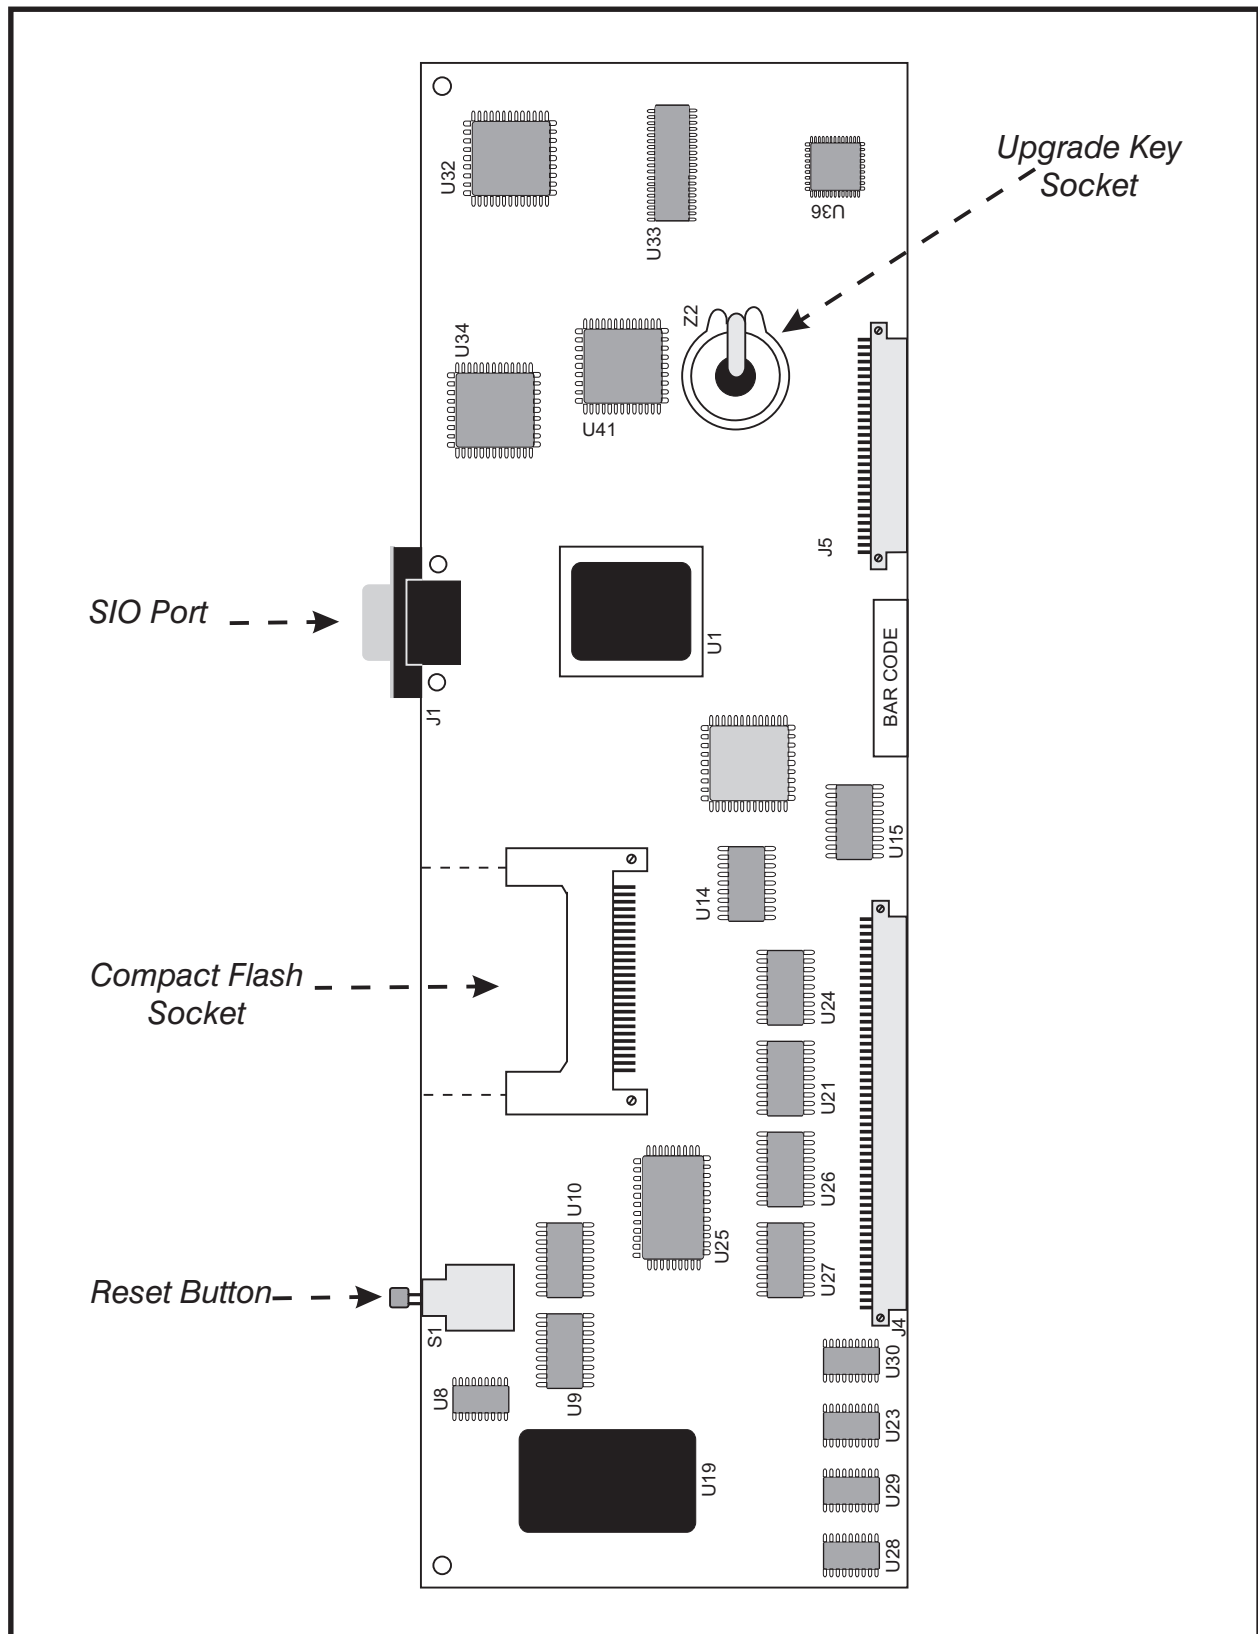 Upgrade Key
Socket
U32
U33
U36
Z2
U34
U41
J5
SIO Port
U1
BAR CODE
J1
U15
U14
Compact Flash
Socket
U24
U21
U26
U10
U25
U27
Reset Button
S1
J4
U30
U8
U9
U23
U19
U29
U28